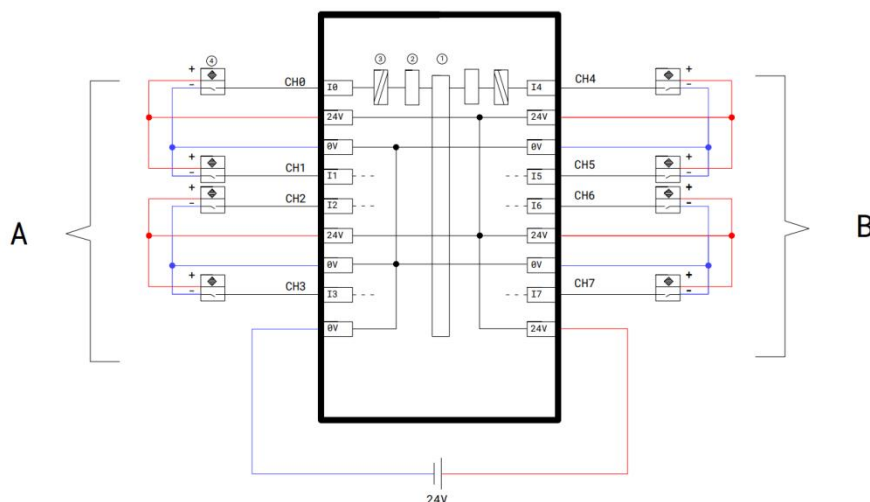 ④ ③ ② ①
+ CH0 I0 I4 CH4 +
- -
24V 24V
0V 0V
+ CH1 I1 I5 CH5 +
- -
+ CH2 I2 I6 CH6 +
- -
A B
24V 24V
0V 0V
+ CH3 I3 I7 CH7 +
- -
0V 24V
24V